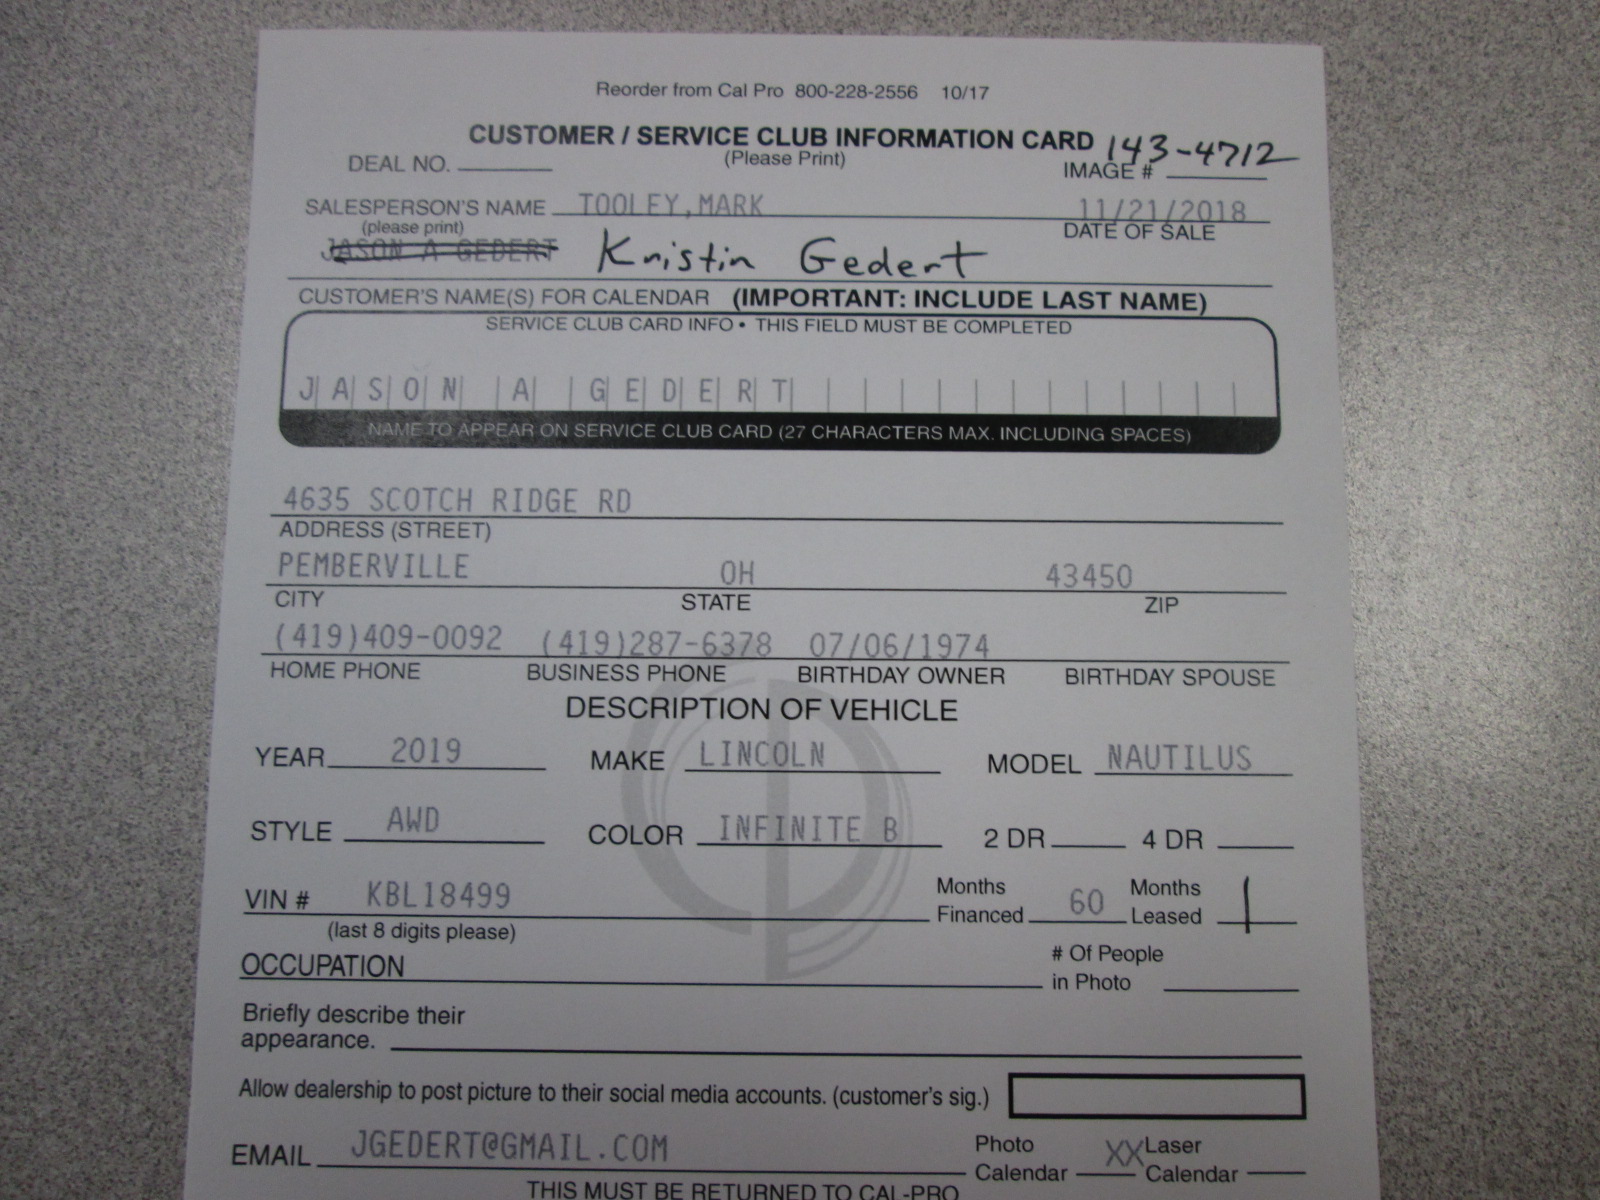 Reorder from Cal Pro 800-228-2556 10/17
CUSTOMER / SERVICE CLUB INFORMATION CARD 143-4712
DEAL NO. (Please Print) IMAGE #
SALESPERSON'S NAME TOOLEY,MARK 11/21/2018
(please print) DATE OF SALE
JASON A GEDERT Kristin Gedert
CUSTOMER'S NAME(S) FOR CALENDAR (IMPORTANT: INCLUDE LAST NAME)
SERVICE CLUB CARD INFO • THIS FIELD MUST BE COMPLETED
JASON A GEDERT
NAME TO APPEAR ON SERVICE CLUB CARD (27 CHARACTERS MAX. INCLUDING SPACES)
4635 SCOTCH RIDGE RD
ADDRESS (STREET)
PEMBERVILLE OH 43450
CITY STATE ZIP
(419)409-0092 (419)287-6378 07/06/1974
HOME PHONE BUSINESS PHONE BIRTHDAY OWNER BIRTHDAY SPOUSE
DESCRIPTION OF VEHICLE
YEAR 2019 MAKE LINCOLN MODEL NAUTILUS
STYLE AWD COLOR INFINITE B 2 DR 4 DR
VIN # KBL18499 Months Financed 60 Months Leased 1
(last 8 digits please)
OCCUPATION # Of People in Photo
Briefly describe their
appearance.
Allow dealership to post picture to their social media accounts. (customer's sig.)
EMAIL JGEDERT@GMAIL.COM Photo Calendar XX Laser Calendar
THIS MUST BE RETURNED TO CAL-PRO